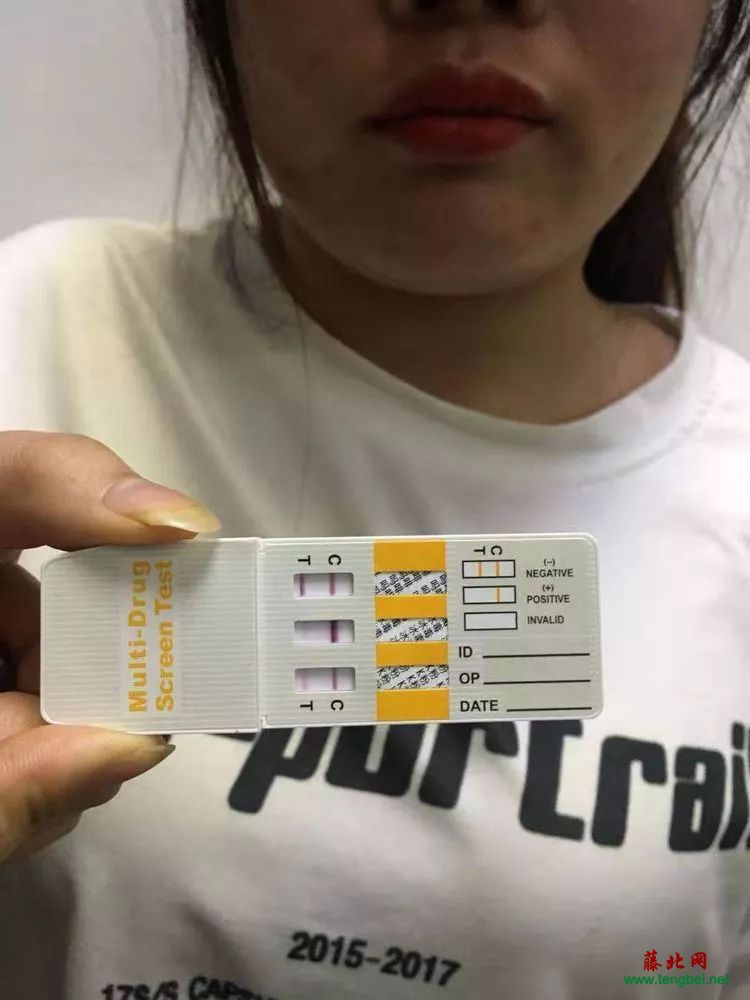 Multi-Drug
Screen Test
T C
T C
T C
(-)
NEGATIVE
(+)
POSITIVE
INVALID
ID
OP
DATE
portrai
2015-2017
17S/S
藤北网
www.tengbei.net